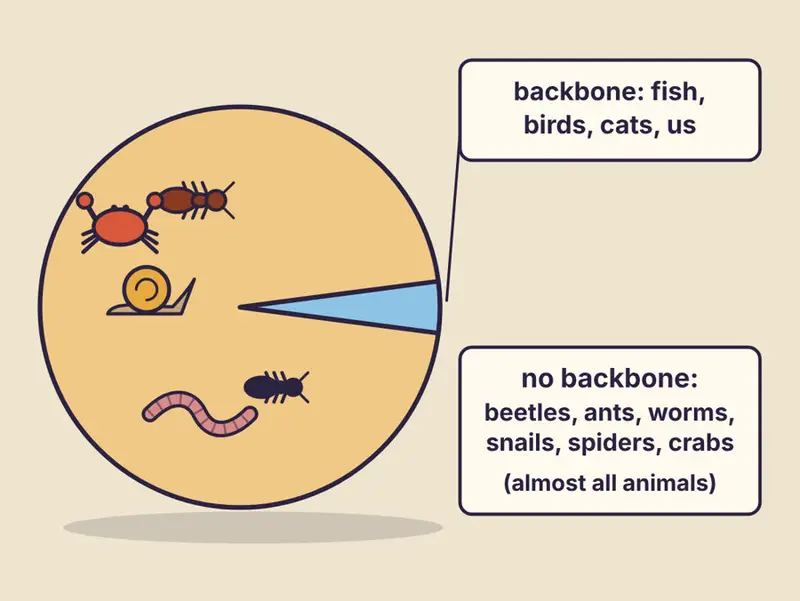 backbone: fish,
birds, cats, us
no backbone:
beetles, ants, worms,
snails, spiders, crabs
(almost all animals)